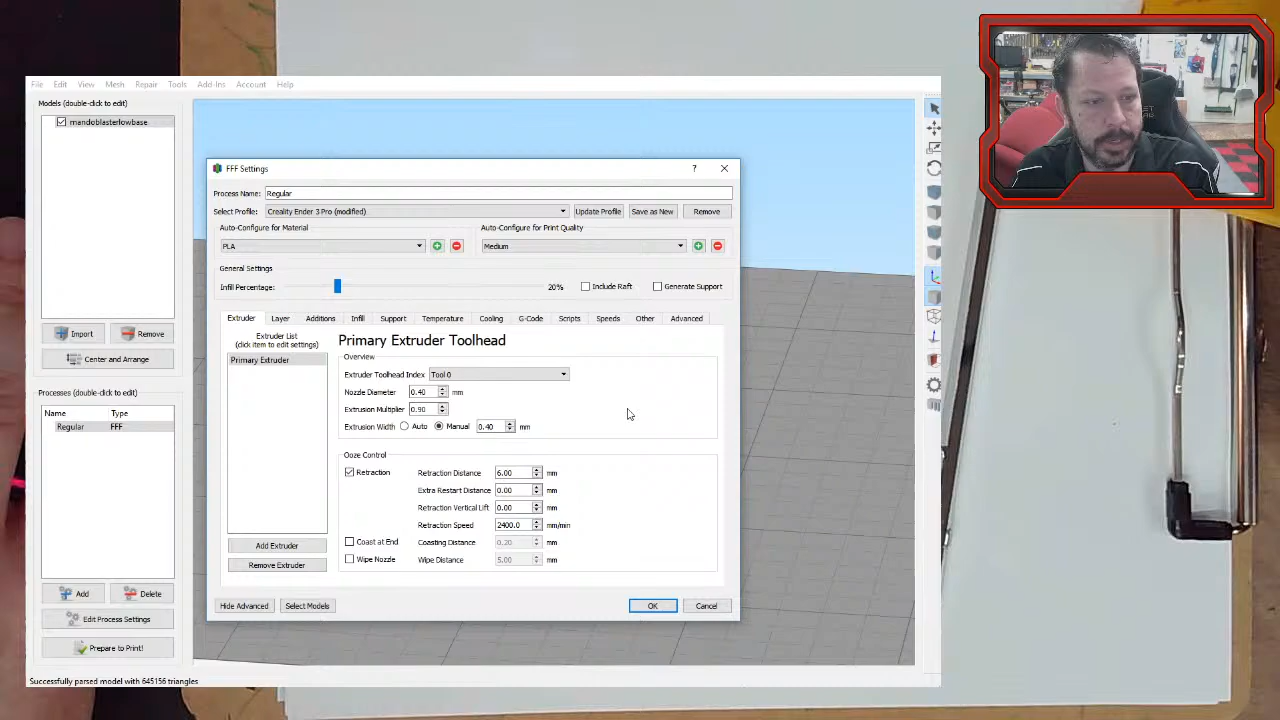 File Edit View Mesh Repair Tools Add-Ins Account Help
Models (double-click to edit)
mandoblasterlowbase
Import Remove
Center and Arrange
Processes (double-click to edit)
Name Type
Regular FFF
Add Delete
Edit Process Settings
Prepare to Print!
Successfully parsed model with 645156 triangles
FFF Settings ?
Process Name: Regular
Select Profile: Creality Ender 3 Pro (modified) Update Profile Save as New Remove
Auto-Configure for Material Auto-Configure for Print Quality
PLA Medium
General Settings
Infill Percentage: 20% Include Raft Generate Support
Extruder Layer Additions Infill Support Temperature Cooling G-Code Scripts Speeds Other Advanced
Extruder List
(click item to edit settings)
Primary Extruder
Add Extruder
Remove Extruder
Primary Extruder Toolhead
Overview
Extruder Toolhead Index Tool 0
Nozzle Diameter 0.40 mm
Extrusion Multiplier 0.90
Extrusion Width Auto Manual 0.40 mm
Ooze Control
Retraction Retraction Distance 6.00 mm
Extra Restart Distance 0.00 mm
Retraction Vertical Lift 0.00 mm
Retraction Speed 2400.0 mm/min
Coast at End Coasting Distance 0.20 mm
Wipe Nozzle Wipe Distance 5.00 mm
Hide Advanced Select Models OK Cancel